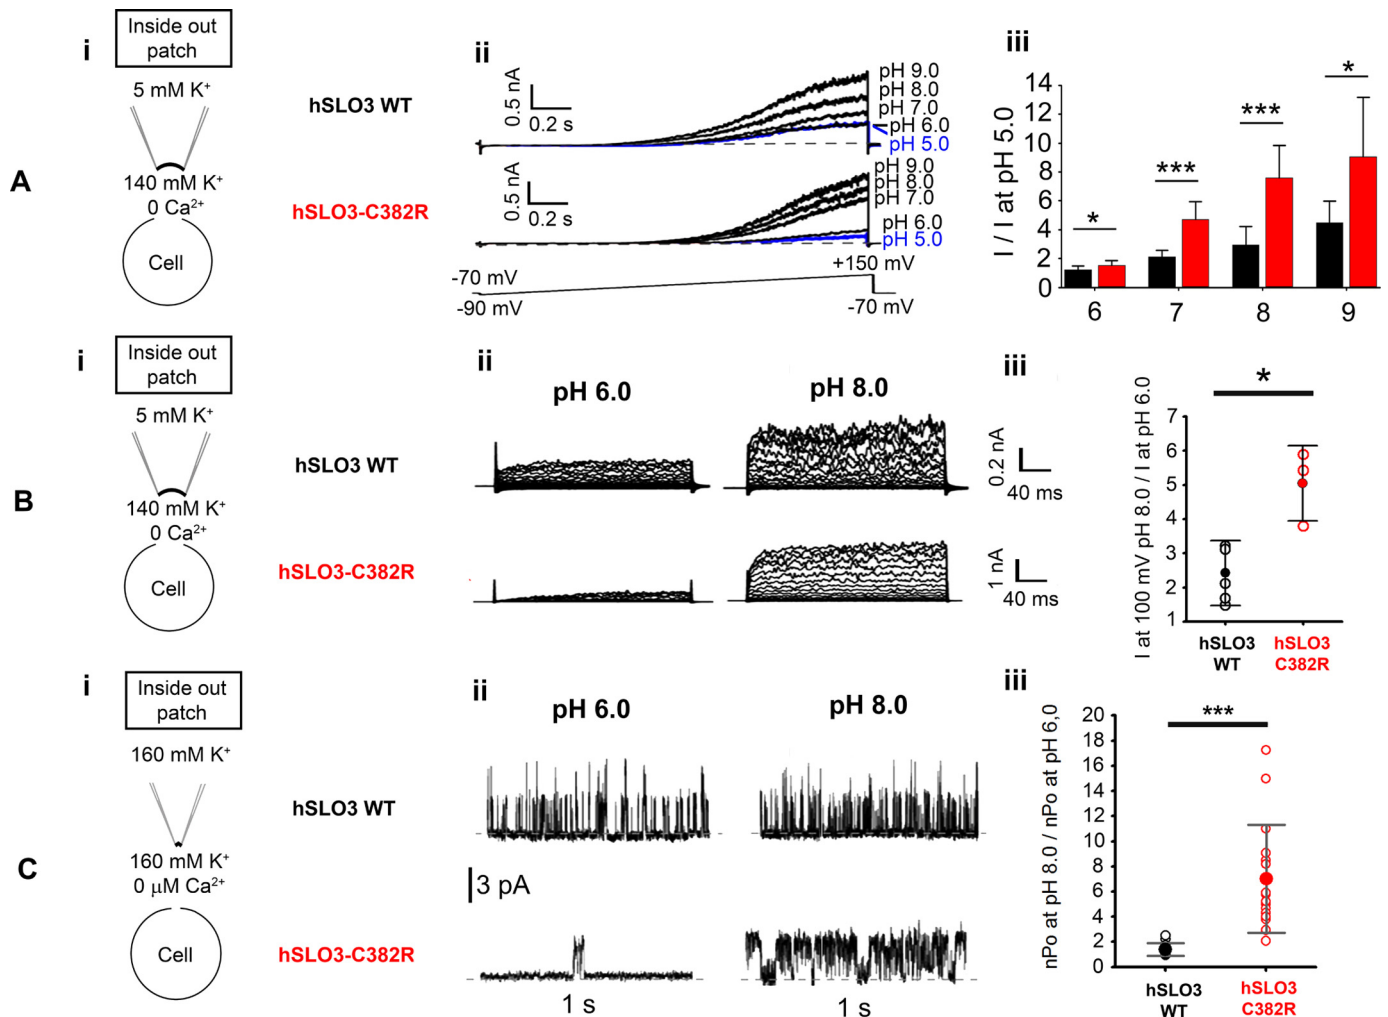 A
i
Inside out
patch
5 mM K⁺
140 mM K⁺
0 Ca²⁺
Cell
hSLO3 WT
hSLO3-C382R
ii
0.5 nA
0.2 s
pH 9.0
pH 8.0
pH 7.0
pH 6.0
pH 5.0
0.5 nA
0.2 s
pH 9.0
pH 8.0
pH 7.0
pH 6.0
pH 5.0
-70 mV
-90 mV
+150 mV
-70 mV
iii
I / I at pH 5.0
14
12
10
8
6
4
2
0
*
***
***
*
6 7 8 9
B
i
Inside out
patch
5 mM K⁺
140 mM K⁺
0 Ca²⁺
Cell
hSLO3 WT
hSLO3-C382R
ii
pH 6.0 pH 8.0
0.2 nA
40 ms
1 nA
40 ms
iii
I at 100 mV pH 8.0 / I at pH 6.0
*
7
6
5
4
3
2
1
hSLO3
WT
hSLO3
C382R
C
i
Inside out
patch
160 mM K⁺
160 mM K⁺
0 µM Ca²⁺
Cell
hSLO3 WT
hSLO3-C382R
ii
pH 6.0 pH 8.0
3 pA
1 s 1 s
iii
nPo at pH 8.0 / nPo at pH 6,0
***
20
18
16
14
12
10
8
6
4
2
0
hSLO3
WT
hSLO3
C382R